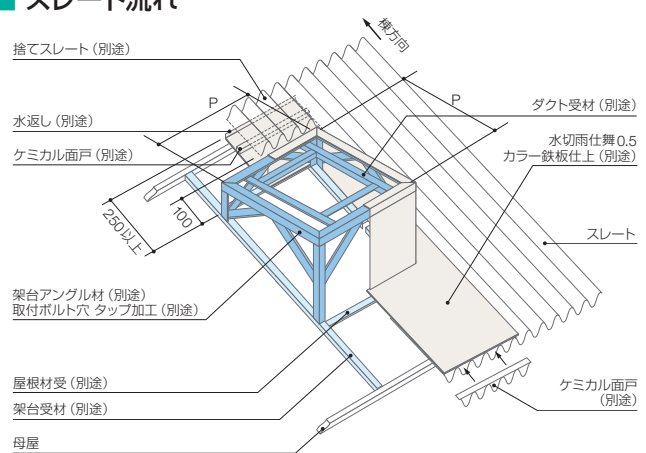 スレート流れ
棟方向
捨てスレート（別途）
P
P
水返し（別途）
ケミカル面戸（別途）
ダクト受材（別途）
水切雨仕舞0.5
カラー鉄板仕上（別途）
250以上
100
スレート
架台アングル材（別途）
取付ボルト穴 タップ加工（別途）
屋根材受（別途）
架台受材（別途）
母屋
ケミカル面戸
（別途）